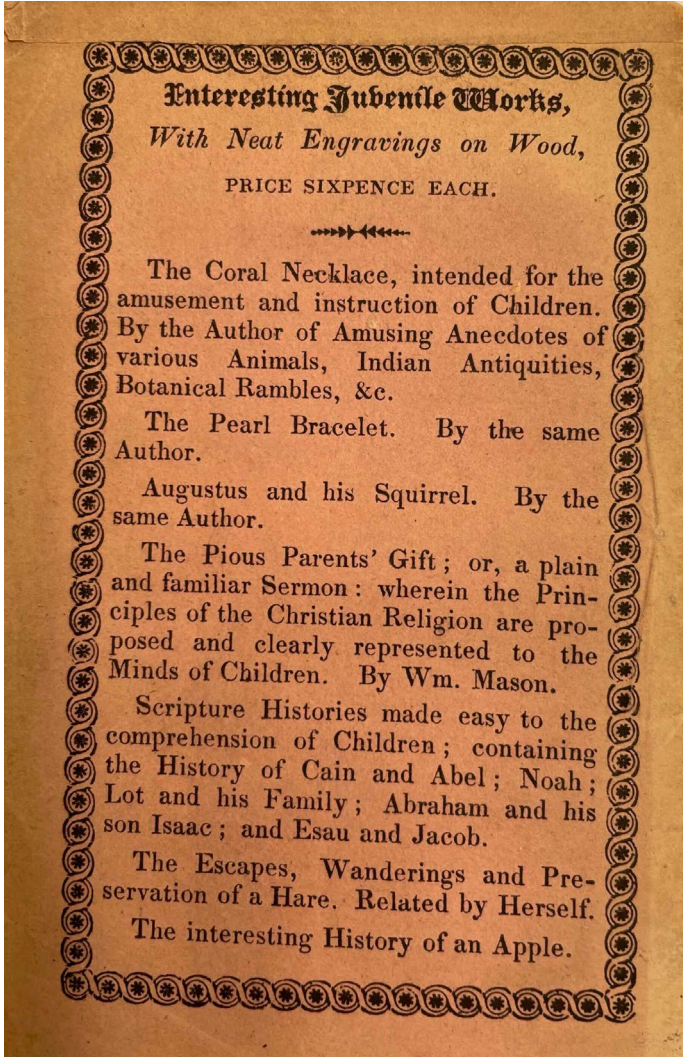 Interesting Juvenile Works,
With Neat Engravings on Wood,
PRICE SIXPENCE EACH.
The Coral Necklace, intended for the
amusement and instruction of Children.
By the Author of Amusing Anecdotes of
various Animals, Indian Antiquities,
Botanical Rambles, &c.
The Pearl Bracelet. By the same
Author.
Augustus and his Squirrel. By the
same Author.
The Pious Parents' Gift; or, a plain
and familiar Sermon: wherein the Prin-
ciples of the Christian Religion are pro-
posed and clearly represented to the
Minds of Children. By Wm. Mason.
Scripture Histories made easy to the
comprehension of Children; containing
the History of Cain and Abel; Noah;
Lot and his Family; Abraham and his
son Isaac; and Esau and Jacob.
The Escapes, Wanderings and Pre-
servation of a Hare. Related by Herself.
The interesting History of an Apple.